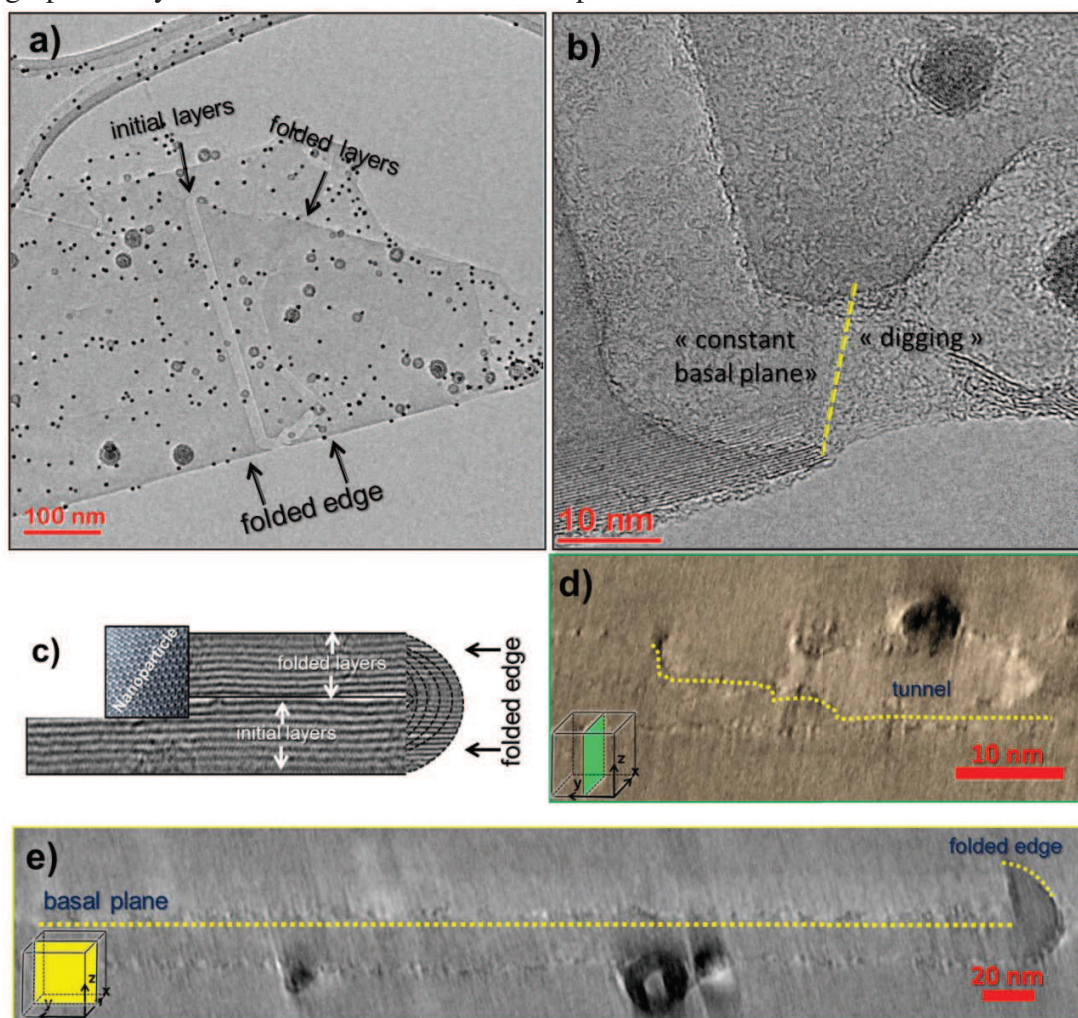 a)
initial layers
folded layers
folded edge
100 nm
b)
« constant
basal plane»
« digging »
10 nm
c)
Nanoparticle
folded layers
initial layers
folded edge
d)
tunnel
z
y
x
10 nm
e)
folded edge
basal plane
z
y
x
20 nm